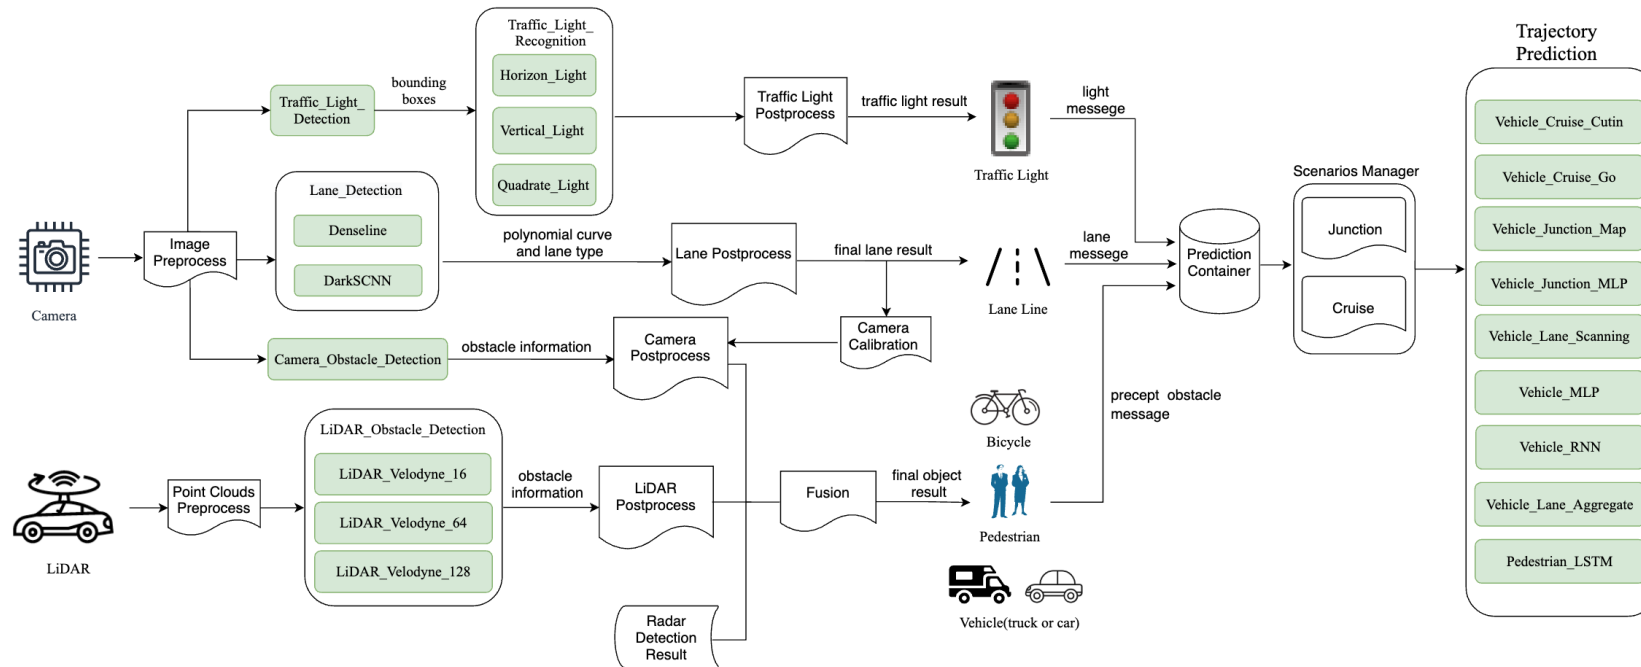 Traffic_Light_
Recognition
Horizon_Light
Vertical_Light
Quadrate_Light
Traffic_Light_
Detection
bounding
boxes
Traffic Light
Postprocess
traffic light result
Traffic Light
light
messege
Lane_Detection
Denseline
DarkSCNN
Camera
Image
Preprocess
polynomial curve
and lane type
Lane Postprocess
final lane result
Lane Line
lane
messege
Camera_Obstacle_Detection
obstacle information
Camera
Postprocess
Camera
Calibration
LiDAR
Point Clouds
Preprocess
LiDAR_Obstacle_Detection
LiDAR_Velodyne_16
LiDAR_Velodyne_64
LiDAR_Velodyne_128
obstacle
information
LiDAR
Postprocess
Radar
Detection
Result
Fusion
final object
result
Bicycle
Pedestrian
Vehicle(truck or car)
precept obstacle
message
Prediction
Container
Scenarios Manager
Junction
Cruise
Trajectory
Prediction
Vehicle_Cruise_Cutin
Vehicle_Cruise_Go
Vehicle_Junction_Map
Vehicle_Junction_MLP
Vehicle_Lane_Scanning
Vehicle_MLP
Vehicle_RNN
Vehicle_Lane_Aggregate
Pedestrian_LSTM